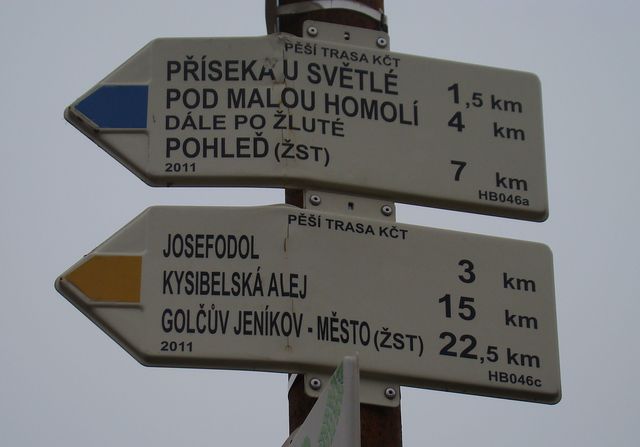 PĚŠÍ TRASA KČT
PŘÍSEKA U SVĚTLÉ 1,5 km
POD MALOU HOMOLÍ 4 km
DÁLE PO ŽLUTÉ
POHLEĎ (ŽST) 7 km
2011 HB046a
PĚŠÍ TRASA KČT
JOSEFODOL 3 km
KYSIBELSKÁ ALEJ 15 km
GOLČŮV JENÍKOV - MĚSTO (ŽST) 22,5 km
2011 HB046c